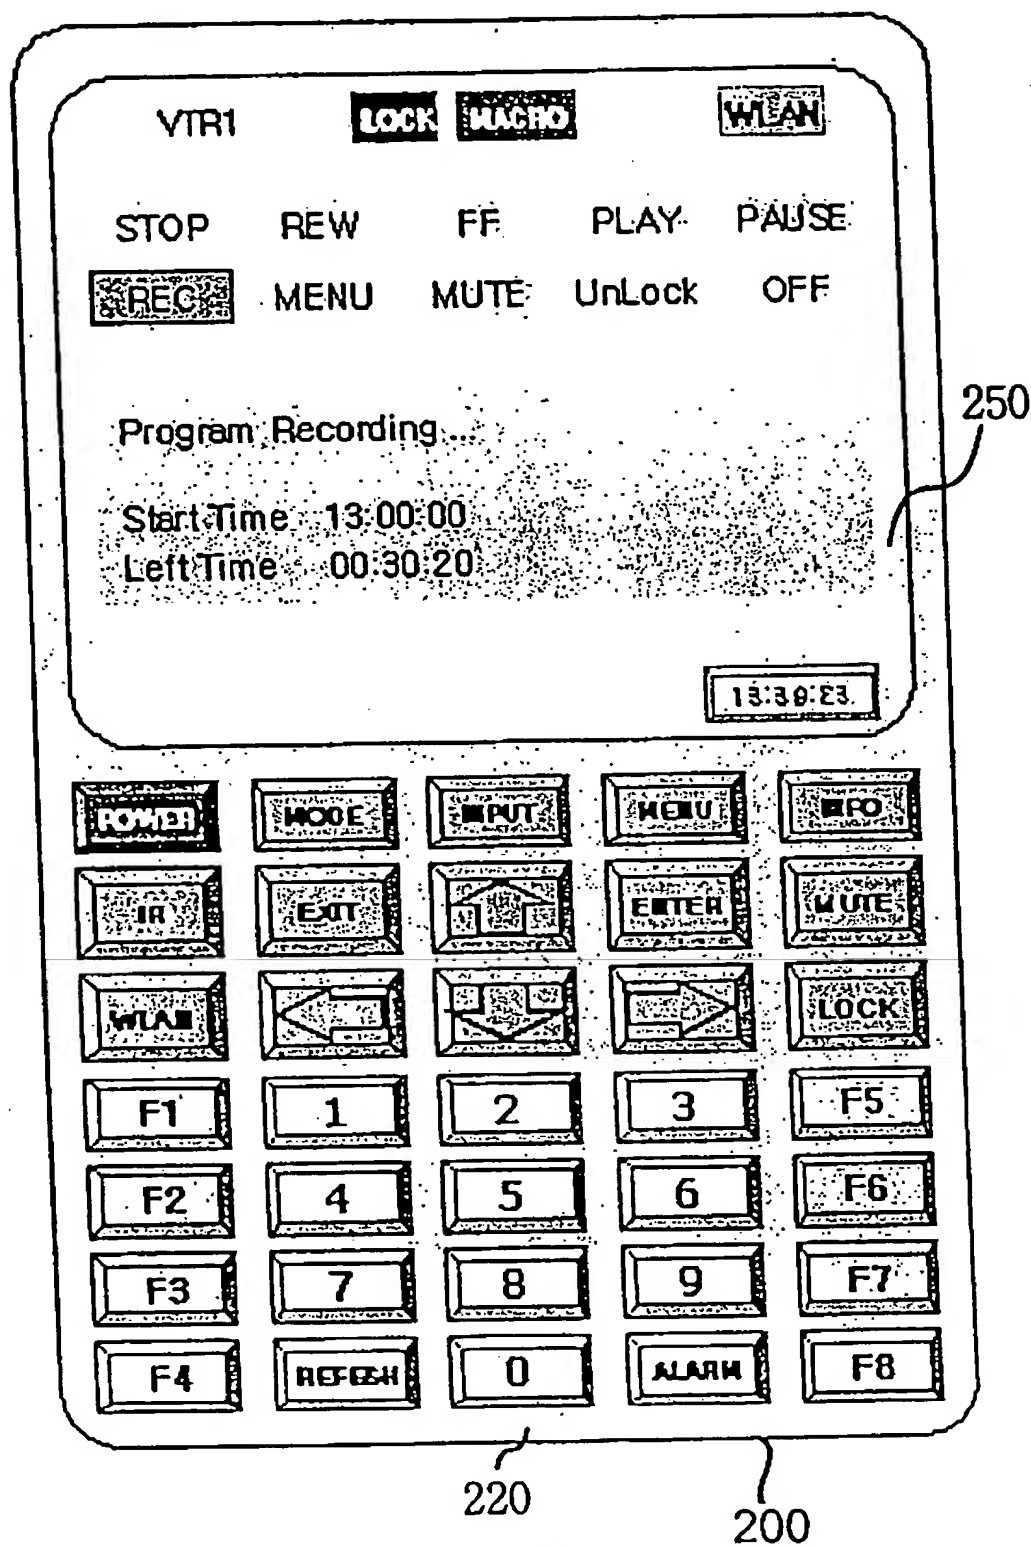 VTR1 LOCK MACRO WLAN
STOP REW FF PLAY PAUSE
REC MENU MUTE UnLock OFF
250
Program Recording...
Start Time 13:00:00
Left Time 00:30:20
POWER MODE INPUT MENU INFO
IR EXIT ENTER MUTE
WLAN LOCK
F1 1 2 3 F5
F2 4 5 6 F6
F3 7 8 9 F7
F4 REFESH 0 ALARM F8
220
200